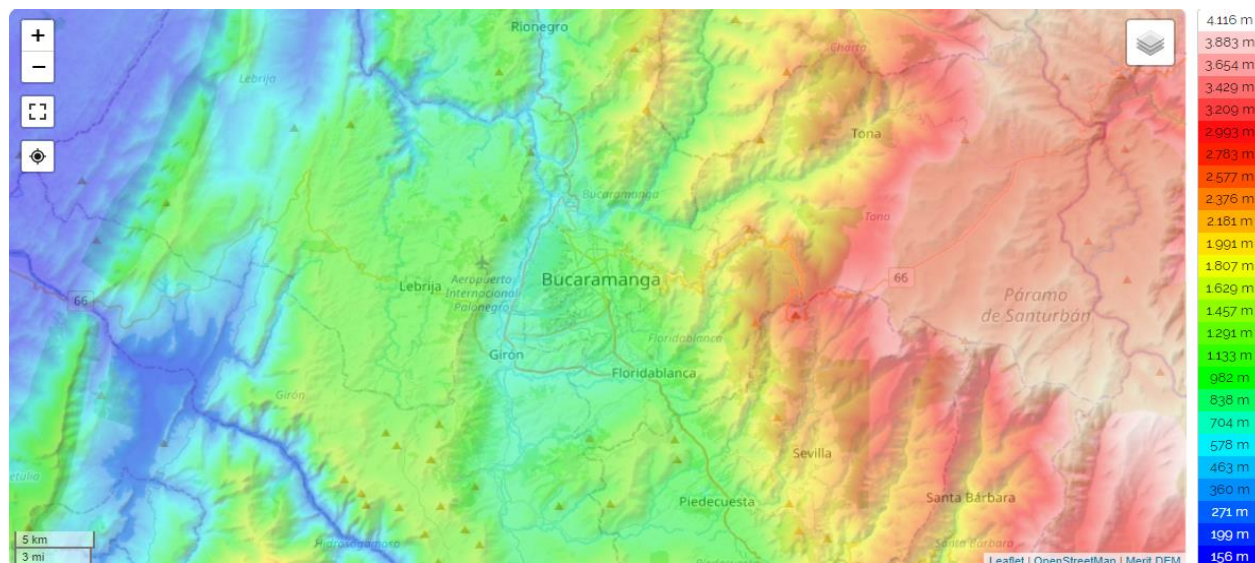 +
−
Rionegro
Lebrija
Charta
Tona
Bucaramanga
Tona
Lebrija
Aeropuerto
Internacional
Palonegro
Bucaramanga
66
66
Páramo
de Santurbán
Floridablanca
Girón
Floridablanca
Girón
Sevilla
Piedecuesta
Santa Bárbara
Hidrosogamoso
Santa Bárbara
5 km
3 mi
Leaflet | OpenStreetMap | Merit DEM
4.116 m
3.883 m
3.654 m
3.429 m
3.209 m
2.993 m
2.783 m
2.577 m
2.376 m
2.181 m
1.991 m
1.807 m
1.629 m
1.457 m
1.291 m
1.133 m
982 m
838 m
704 m
578 m
463 m
360 m
271 m
199 m
156 m